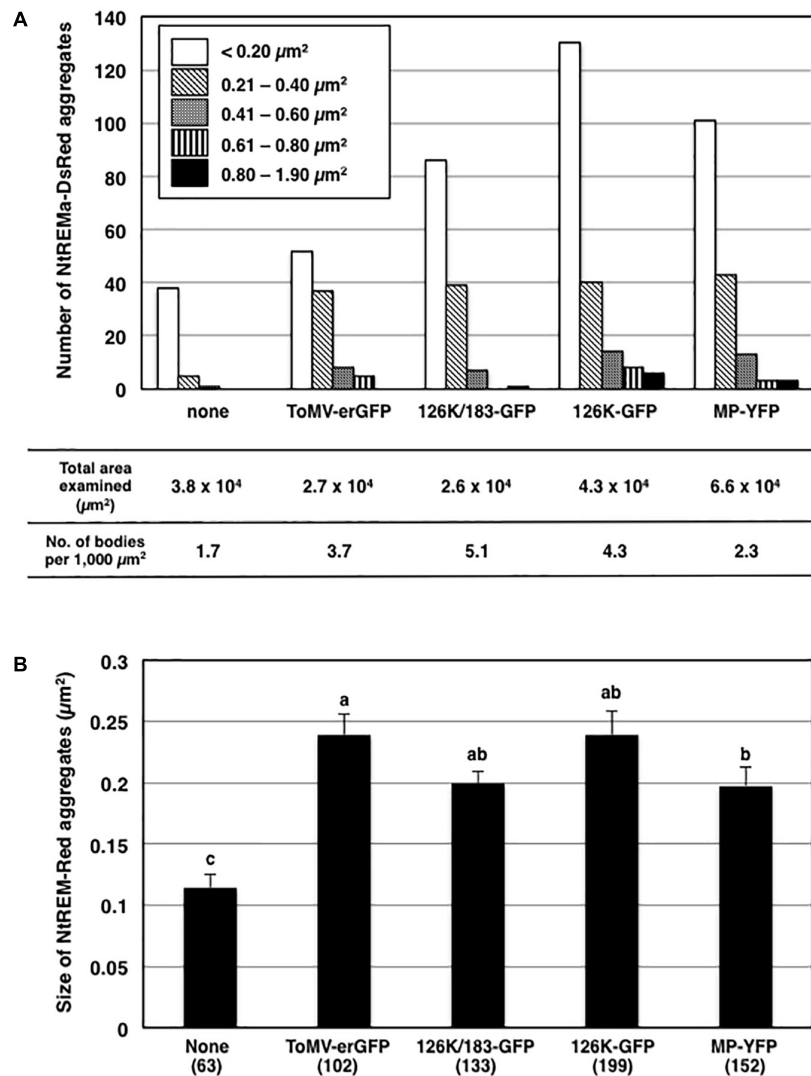 A
Number of NtREMa-DsRed aggregates
140
120
100
80
60
40
20
0
< 0.20 µm²
0.21 – 0.40 µm²
0.41 – 0.60 µm²
0.61 – 0.80 µm²
0.80 – 1.90 µm²
none ToMV-erGFP 126K/183-GFP 126K-GFP MP-YFP
Total area examined (µm²) 3.8 x 10⁴ 2.7 x 10⁴ 2.6 x 10⁴ 4.3 x 10⁴ 6.6 x 10⁴
No. of bodies per 1,000 µm² 1.7 3.7 5.1 4.3 2.3
B
Size of NtREM-Red aggregates (µm²)
0.3
0.25
0.2
0.15
0.1
0.05
0
c a ab ab b
None ToMV-erGFP 126K/183-GFP 126K-GFP MP-YFP
(63) (102) (133) (199) (152)